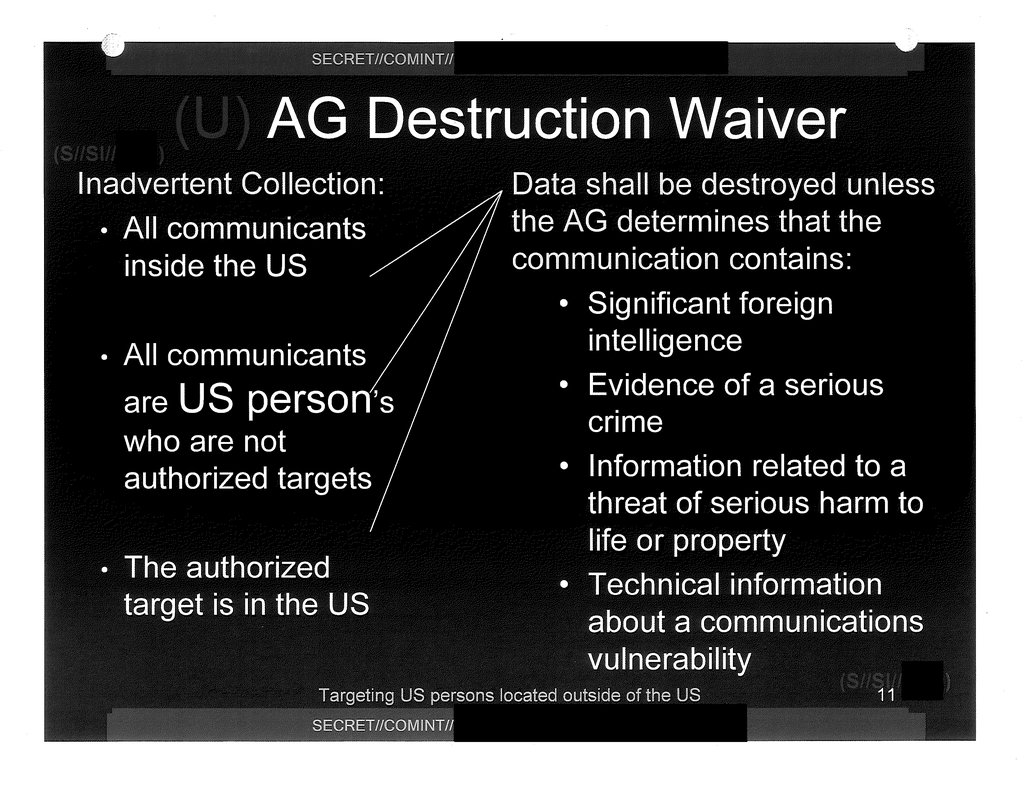 SECRET//COMINT//
(U) AG Destruction Waiver
(S//SI// )
Inadvertent Collection:
• All communicants
inside the US
• All communicants
are US person's
who are not
authorized targets
• The authorized
target is in the US
Data shall be destroyed unless
the AG determines that the
communication contains:
• Significant foreign
intelligence
• Evidence of a serious
crime
• Information related to a
threat of serious harm to
life or property
• Technical information
about a communications
vulnerability
(S//SI// )
Targeting US persons located outside of the US
11
SECRET//COMINT//